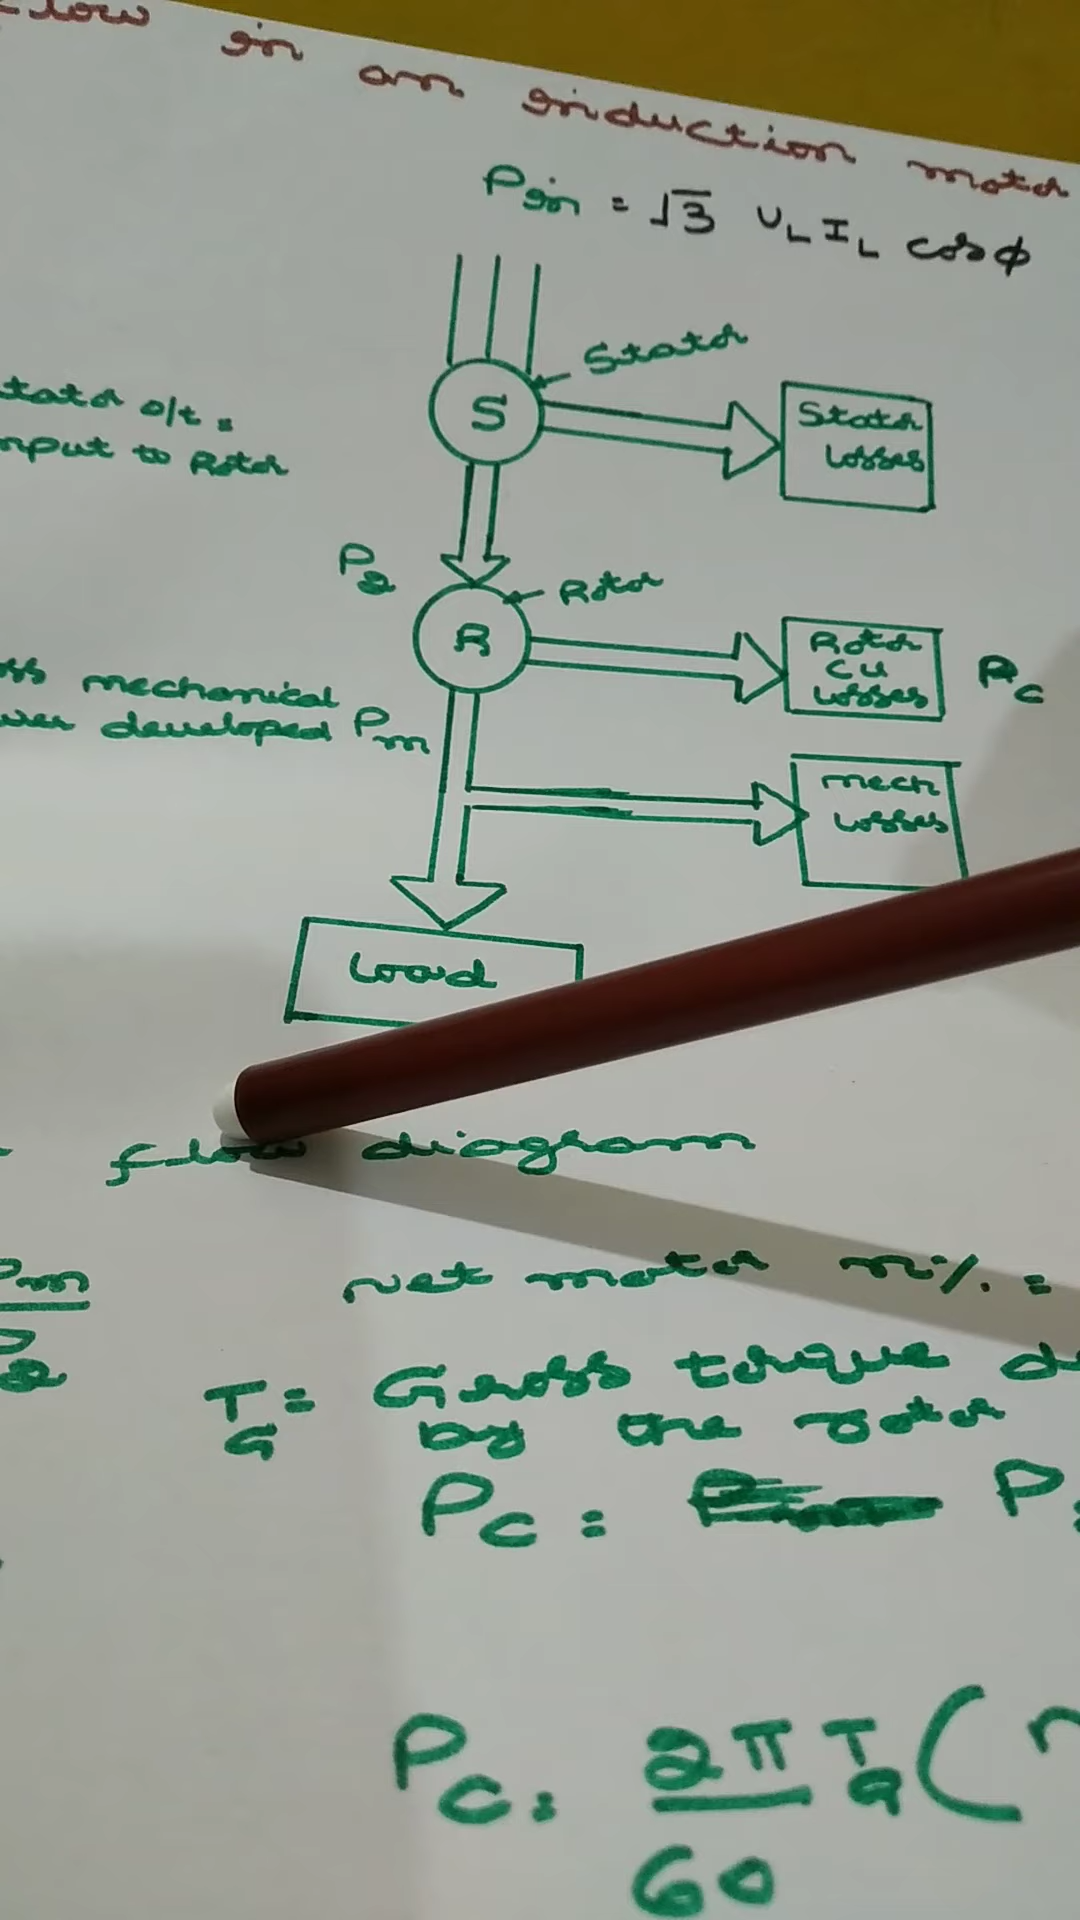 in an induction motor
Pin = √3 VL IL cosϕ
Stator
Stator
losses
S
o/t =
to Rotor
P2
Rotor
R
Rotor
CU
losses
Pc
mechanical
developed Pm
mech
losses
Load
flow diagram
Pm
P2
Net motor n%. =
TG = Gross torque
by the rotor
Pc =
Pc = 2π TG (
60